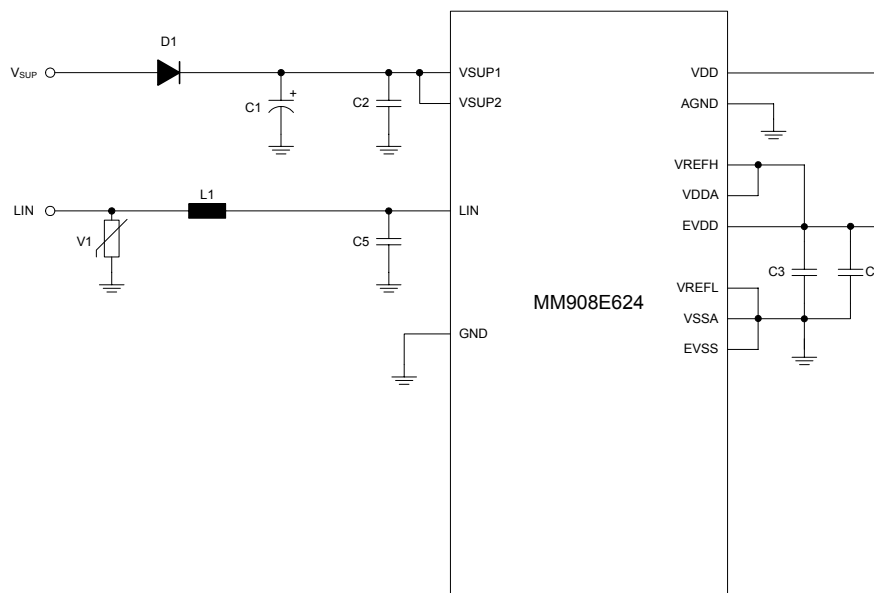 D1
VSUP
VSUP1
VDD
+
C1
C2
VSUP2
AGND
VREFH
VDDA
L1
LIN
LIN
EVDD
V1
C5
C3
C
VREFL
MM908E624
VSSA
GND
EVSS